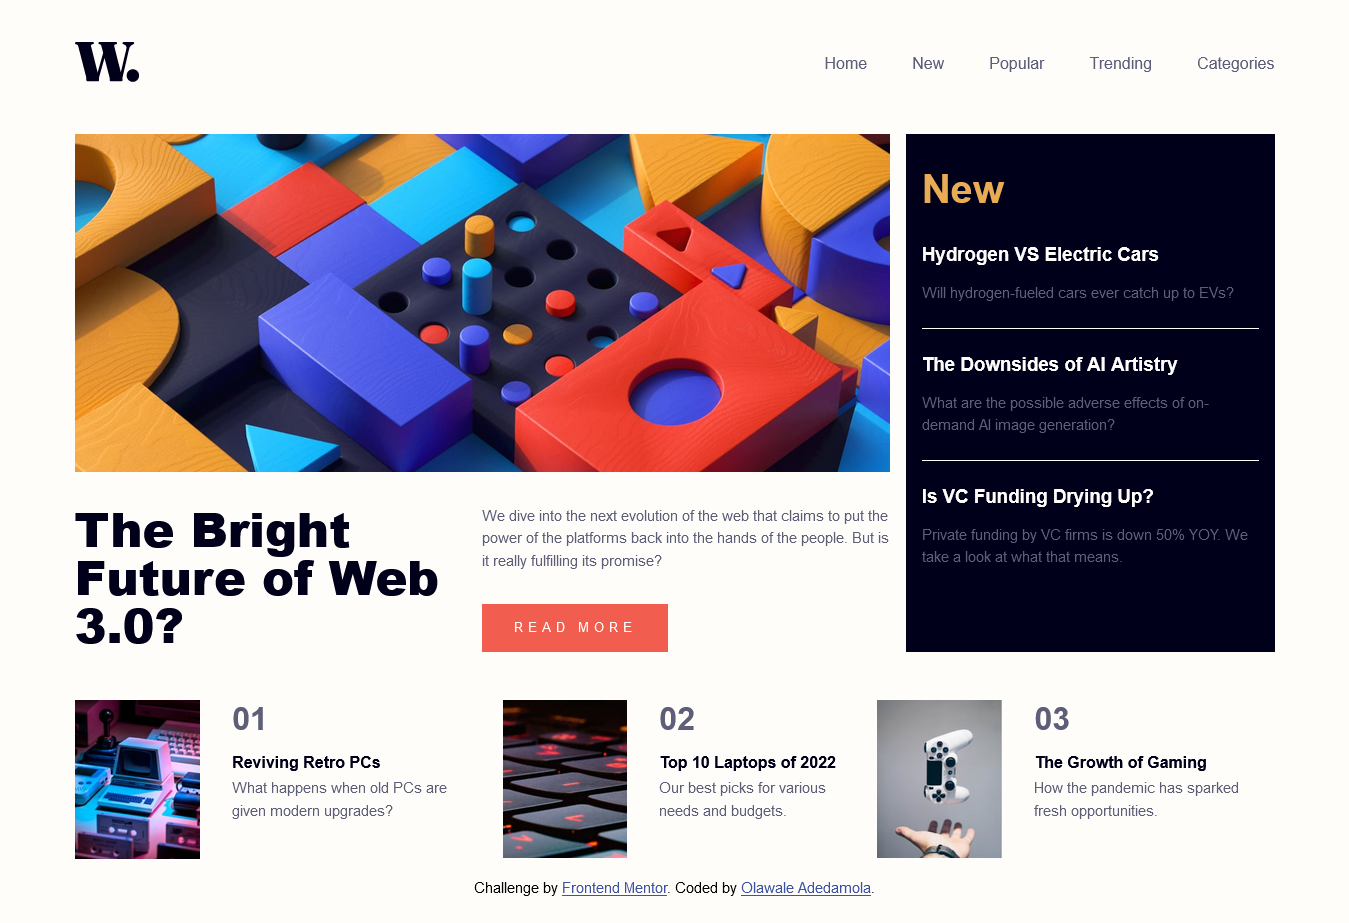 W.
Home New Popular Trending Categories
New
Hydrogen VS Electric Cars
Will hydrogen-fueled cars ever catch up to EVs?
The Downsides of AI Artistry
What are the possible adverse effects of on-
demand AI image generation?
Is VC Funding Drying Up?
Private funding by VC firms is down 50% YOY. We
take a look at what that means.
The Bright
Future of Web
3.0?
We dive into the next evolution of the web that claims to put the
power of the platforms back into the hands of the people. But is
it really fulfilling its promise?
READ MORE
01
Reviving Retro PCs
What happens when old PCs are
given modern upgrades?
02
Top 10 Laptops of 2022
Our best picks for various
needs and budgets.
03
The Growth of Gaming
How the pandemic has sparked
fresh opportunities.
Challenge by Frontend Mentor. Coded by Olawale Adedamola.